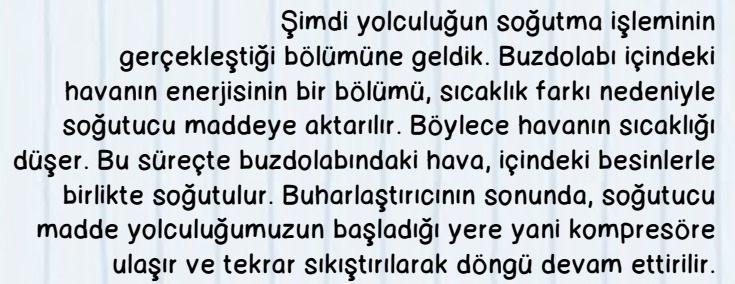 Şimdi yolculuğun soğutma işleminin
gerçekleştiği bölümüne geldik. Buzdolabı içindeki
havanın enerjisinin bir bölümü, sıcaklık farkı nedeniyle
soğutucu maddeye aktarılır. Böylece havanın sıcaklığı
düşer. Bu süreçte buzdolabındaki hava, içindeki besinlerle
birlikte soğutulur. Buharlaştırıcının sonunda, soğutucu
madde yolculuğumuzun başladığı yere yani kompresöre
ulaşır ve tekrar sıkıştırılarak döngü devam ettirilir.